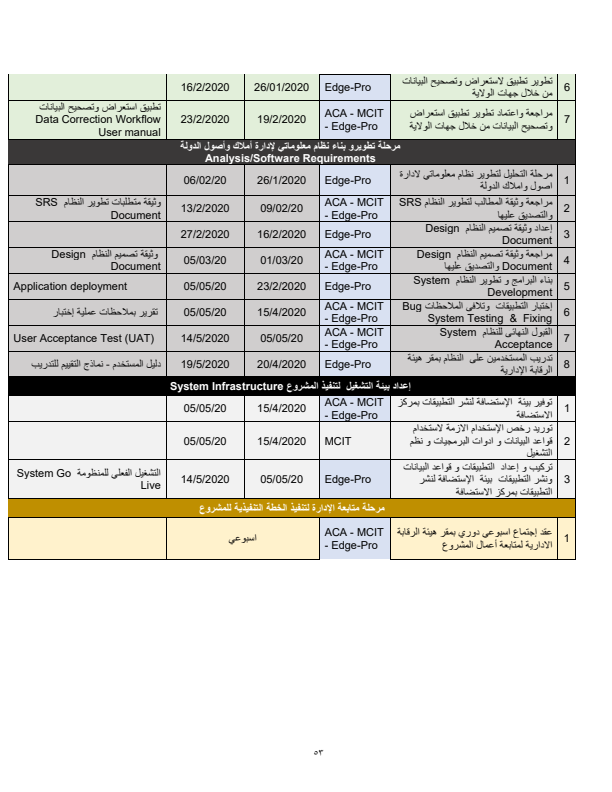 6 تطوير تطبيق لاستعراض وتصحيح البيانات
من خلال جهات الولاية
Edge-Pro
26/01/2020
16/2/2020
7 مراجعة واعتماد تطوير تطبيق استعراض
وتصحيح البيانات من خلال جهات الولاية
ACA - MCIT
- Edge-Pro
19/2/2020
23/2/2020
تطبيق استعراض وتصحيح البيانات
Data Correction Workflow
User manual
مرحلة تطويرو بناء نظام معلوماتي لإدارة أملاك وأصول الدولة
Analysis/Software Requirements
1 مرحلة التحليل لتطوير نظام معلوماتي لادارة
اصول واملاك الدولة
Edge-Pro
26/1/2020
06/02/20
2 مراجعة وثيقة المطالب لتطوير النظام SRS
والتصديق عليها
ACA - MCIT
- Edge-Pro
09/02/20
13/2/2020
وثيقة متطلبات تطوير النظام SRS
Document
3 إعداد وثيقة تصميم النظام Design
Document
Edge-Pro
16/2/2020
27/2/2020
4 مراجعة وثيقة تصميم النظام Design
Document والتصديق عليها
ACA - MCIT
- Edge-Pro
01/03/20
05/03/20
وثيقة تصميم النظام Design
Document
5 بناء البرامج و تطوير النظام System
Development
Edge-Pro
23/2/2020
05/05/20
Application deployment
6 إختبار التطبيقات وتلافى الملاحظات Bug
System Testing & Fixing
ACA - MCIT
- Edge-Pro
15/4/2020
05/05/20
تقرير بملاحظات عملية إختبار
7 القبول النهائى للنظام System
Acceptance
ACA - MCIT
- Edge-Pro
05/05/20
14/5/2020
User Acceptance Test (UAT)
8 تدريب المستخدمين على النظام بمقر هيئة
الرقابة الإدارية
Edge-Pro
20/4/2020
19/5/2020
دليل المستخدم - نماذج التقييم للتدريب
إعداد بيئة التشغيل لتنفيذ المشروع System Infrastructure
1 توفير بيئة الإستضافة لنشر التطبيقات بمركز
الاستضافة
ACA - MCIT
- Edge-Pro
15/4/2020
05/05/20
2 توريد رخص الإستخدام الازمة لاستخدام
قواعد البيانات و ادوات البرمجيات و نظم
التشغيل
MCIT
15/4/2020
05/05/20
3 تركيب و إعداد التطبيقات و قواعد البيانات
ونشر التطبيقات بيئة الإستضافة لنشر
التطبيقات بمركز الاستضافة
Edge-Pro
05/05/20
14/5/2020
التشغيل الفعلى للمنظومة System Go
Live
مرحلة متابعة الإدارة لتنفيذ الخطة التنفيذية للمشروع
1 عقد إجتماع اسبوعي دوري بمقر هيئة الرقابة
الادارية لمتابعة أعمال المشروع
ACA - MCIT
- Edge-Pro
اسبوعي
٥٣